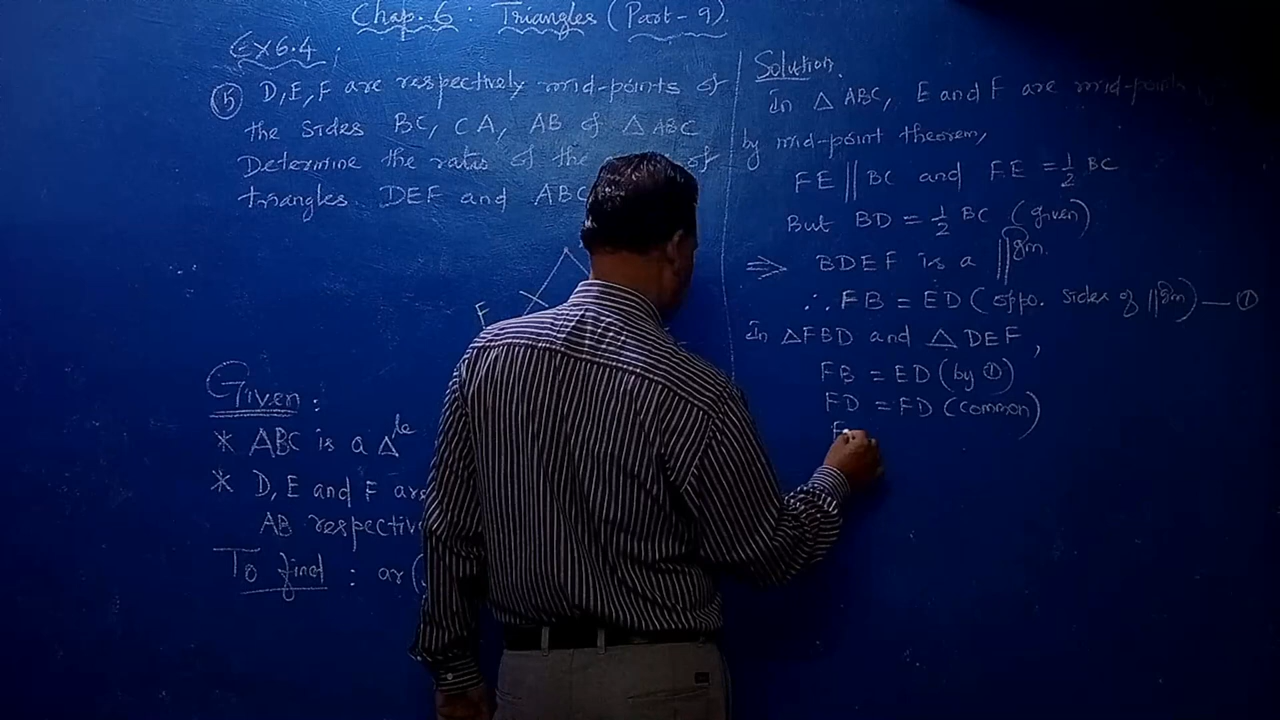 Chap. 6 : Triangles (Part - 9).
Ex 6.4 ;
⑤ D, E, F are respectively mid-points of
the sides BC, CA, AB of △ ABC
Determine the ratio of the of
triangles DEF and ABC
F
Given :
* ABC is a △le
* D, E and F are
AB respectiv
To find : ar (
Solution.
In △ ABC, E and F are mid-points
by mid-point theorem,
FE || BC and FE = 1/2 BC
But BD = 1/2 BC (given)
⇒ BDEF is a ||gm.
∴ FB = ED (oppo. sides of ||gm) — ①
In △FBD and △DEF,
FB = ED (by ①)
FD = FD (common)